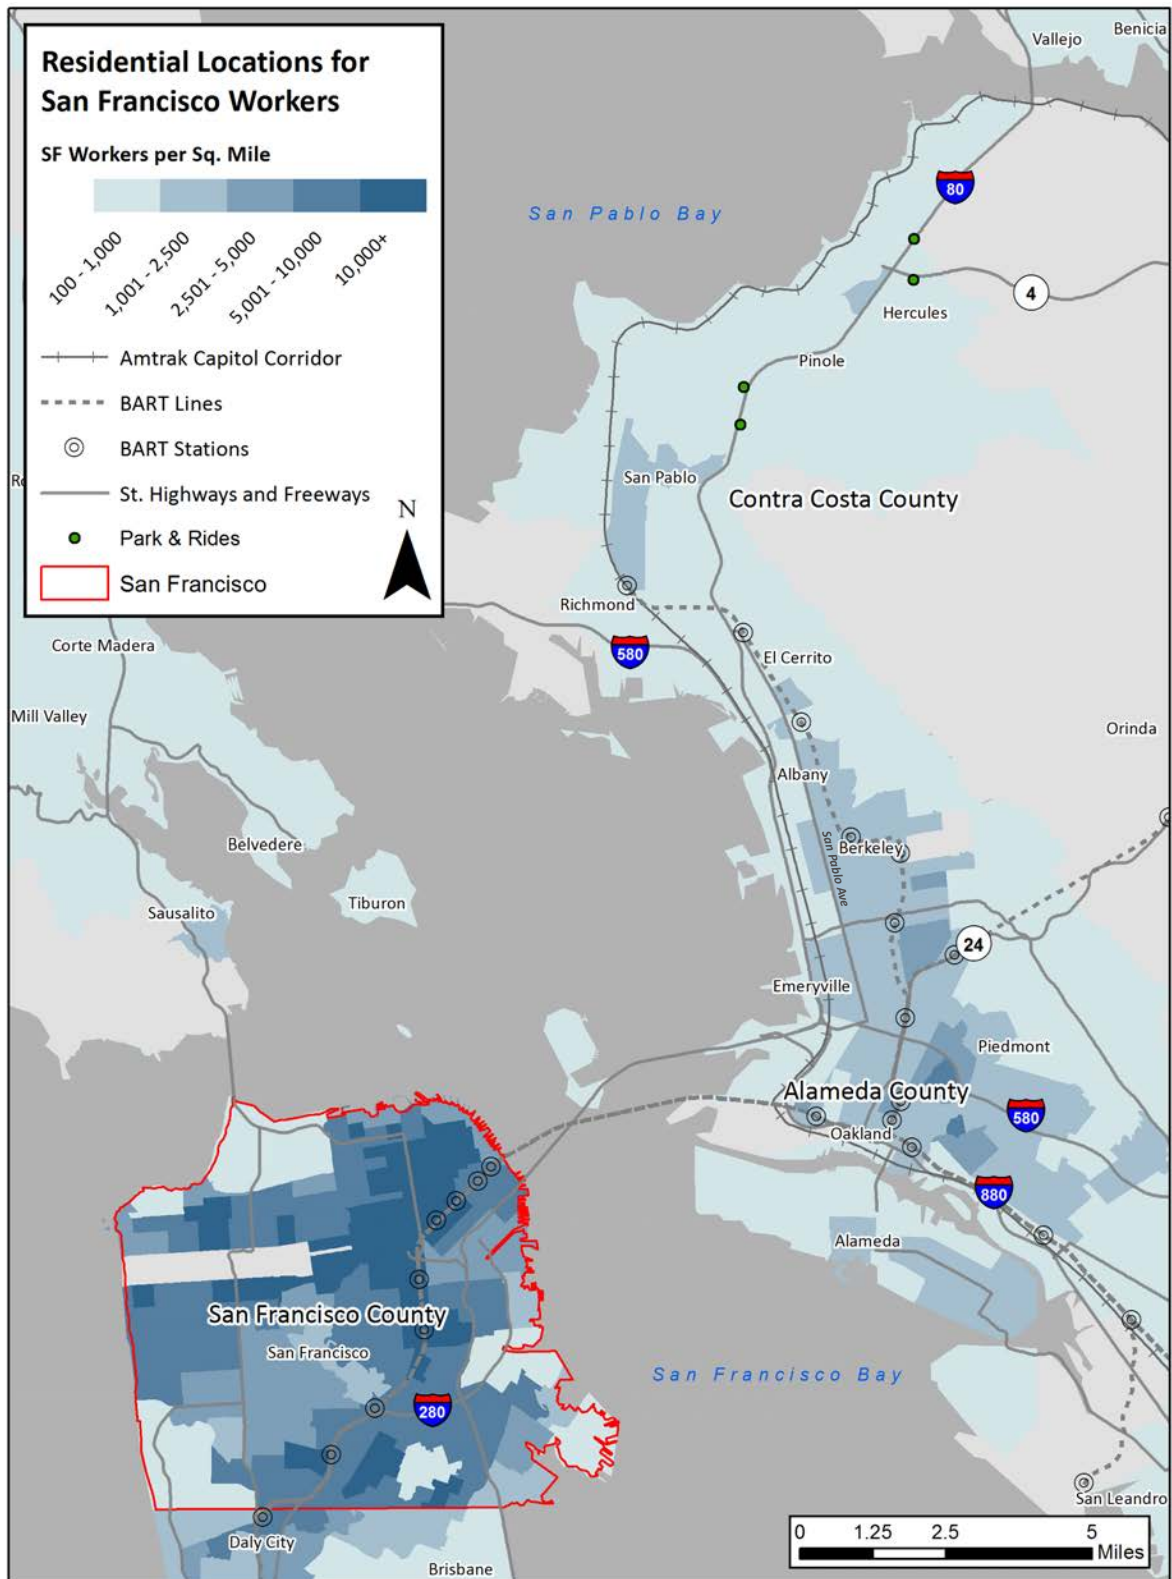 Residential Locations for
San Francisco Workers
SF Workers per Sq. Mile
100 - 1,000
1,001 - 2,500
2,501 - 5,000
5,001 - 10,000
10,000+
Amtrak Capitol Corridor
BART Lines
BART Stations
St. Highways and Freeways
Park & Rides
San Francisco
N
Benicia
Vallejo
80
San Pablo Bay
4
Hercules
Pinole
San Pablo
Contra Costa County
Richmond
580
El Cerrito
Corte Madera
Mill Valley
Orinda
Albany
San Pablo Ave
Berkeley
Belvedere
Tiburon
Sausalito
24
Emeryville
Piedmont
Alameda County
580
Oakland
880
Alameda
San Francisco County
San Francisco
San Francisco Bay
280
San Leandro
Daly City
Brisbane
0 1.25 2.5 5
Miles